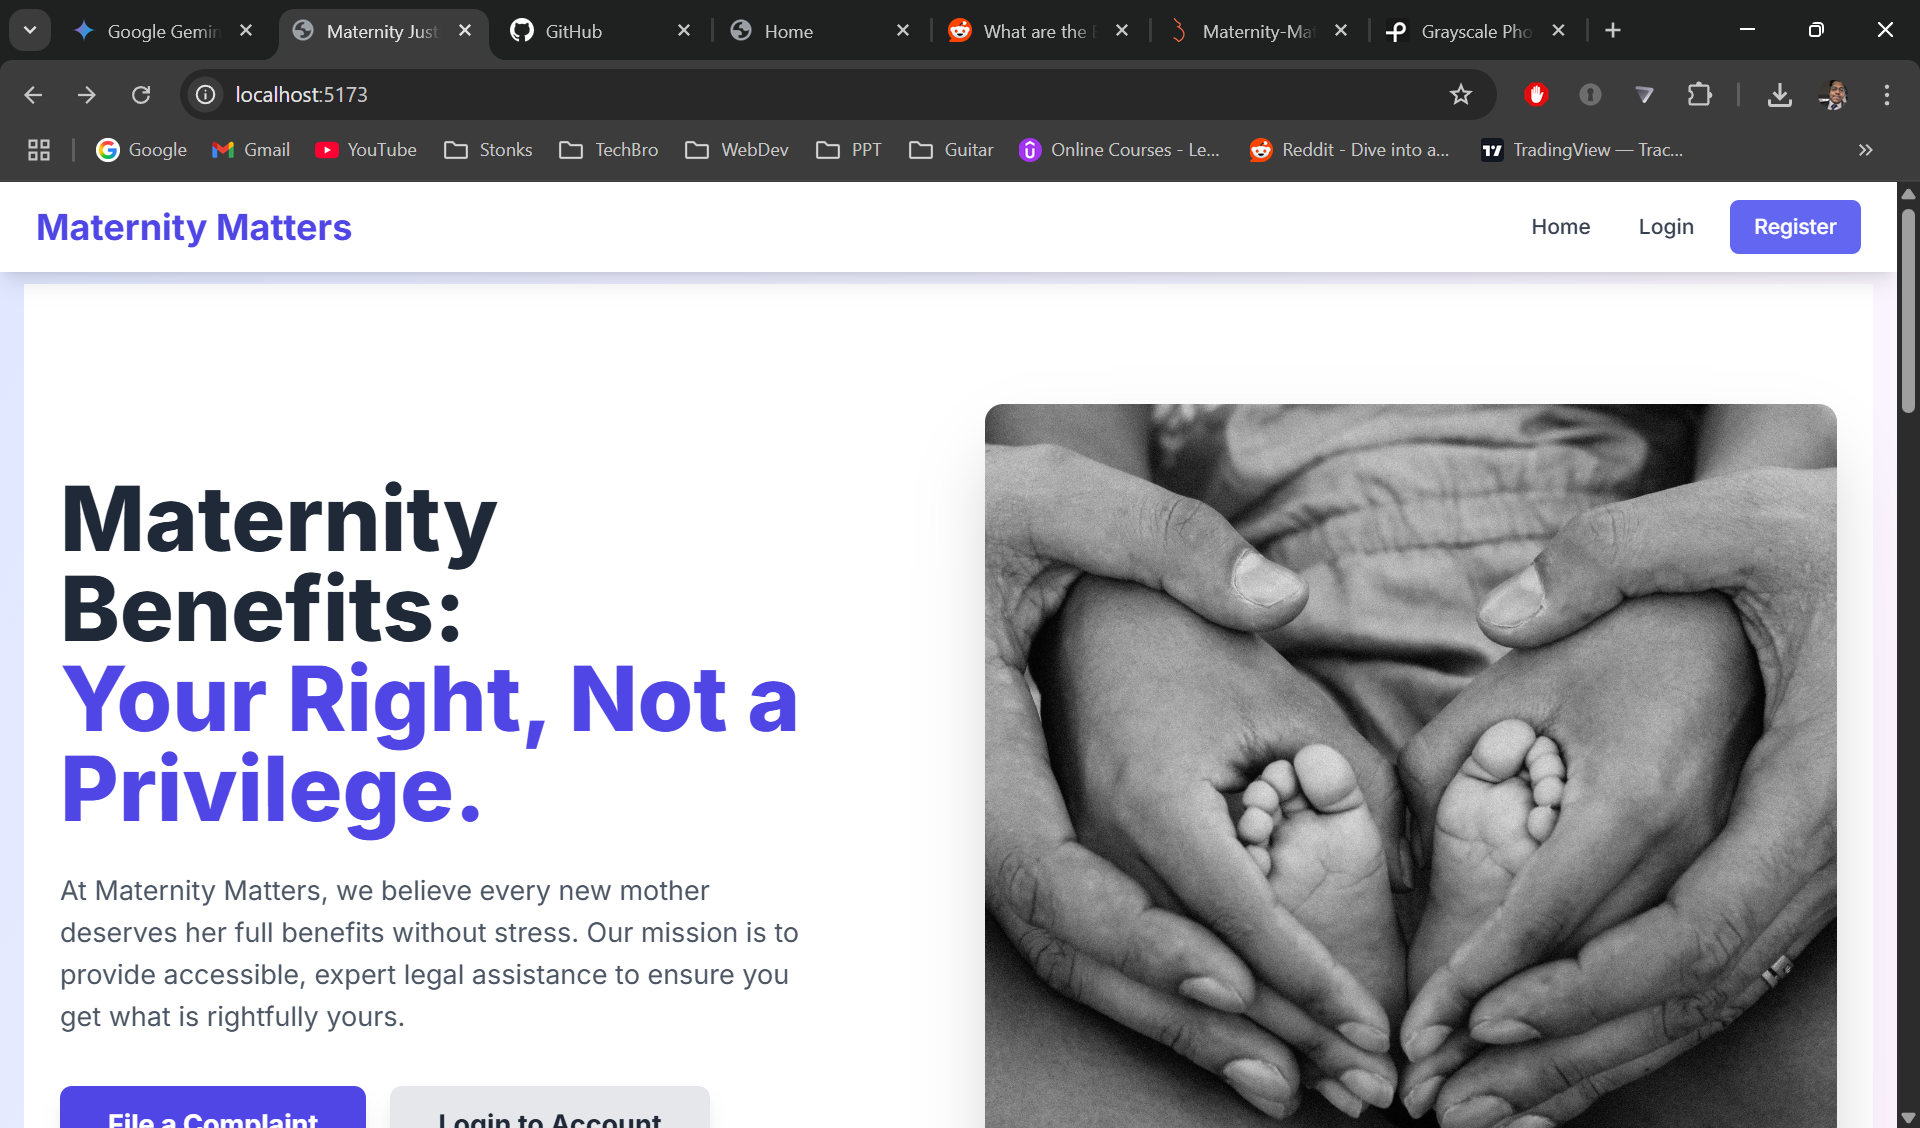 Google Gemin
Maternity Just
GitHub
Home
What are the
Maternity-Mat
Grayscale Pho
localhost:5173
Google
Gmail
YouTube
Stonks
TechBro
WebDev
PPT
Guitar
Online Courses - Le...
Reddit - Dive into a...
TradingView — Trac...
Maternity Matters
Home
Login
Register
Maternity
Benefits:
Your Right, Not a
Privilege.
At Maternity Matters, we believe every new mother
deserves her full benefits without stress. Our mission is to
provide accessible, expert legal assistance to ensure you
get what is rightfully yours.
File a Complaint
Login to Account